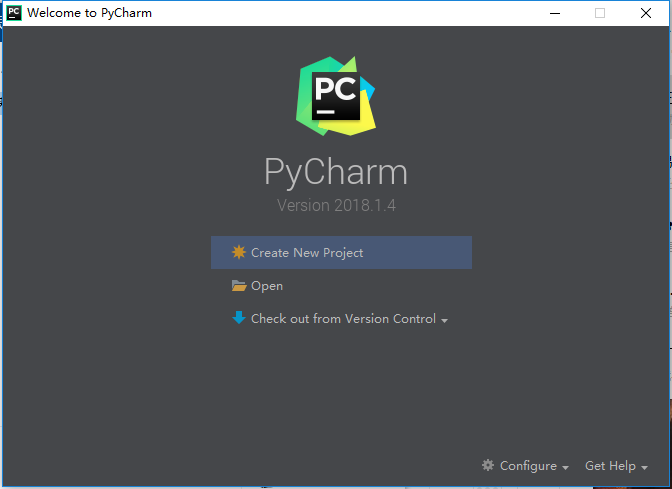 Welcome to PyCharm
PC
PyCharm
Version 2018.1.4
Create New Project
Open
Check out from Version Control
Configure
Get Help